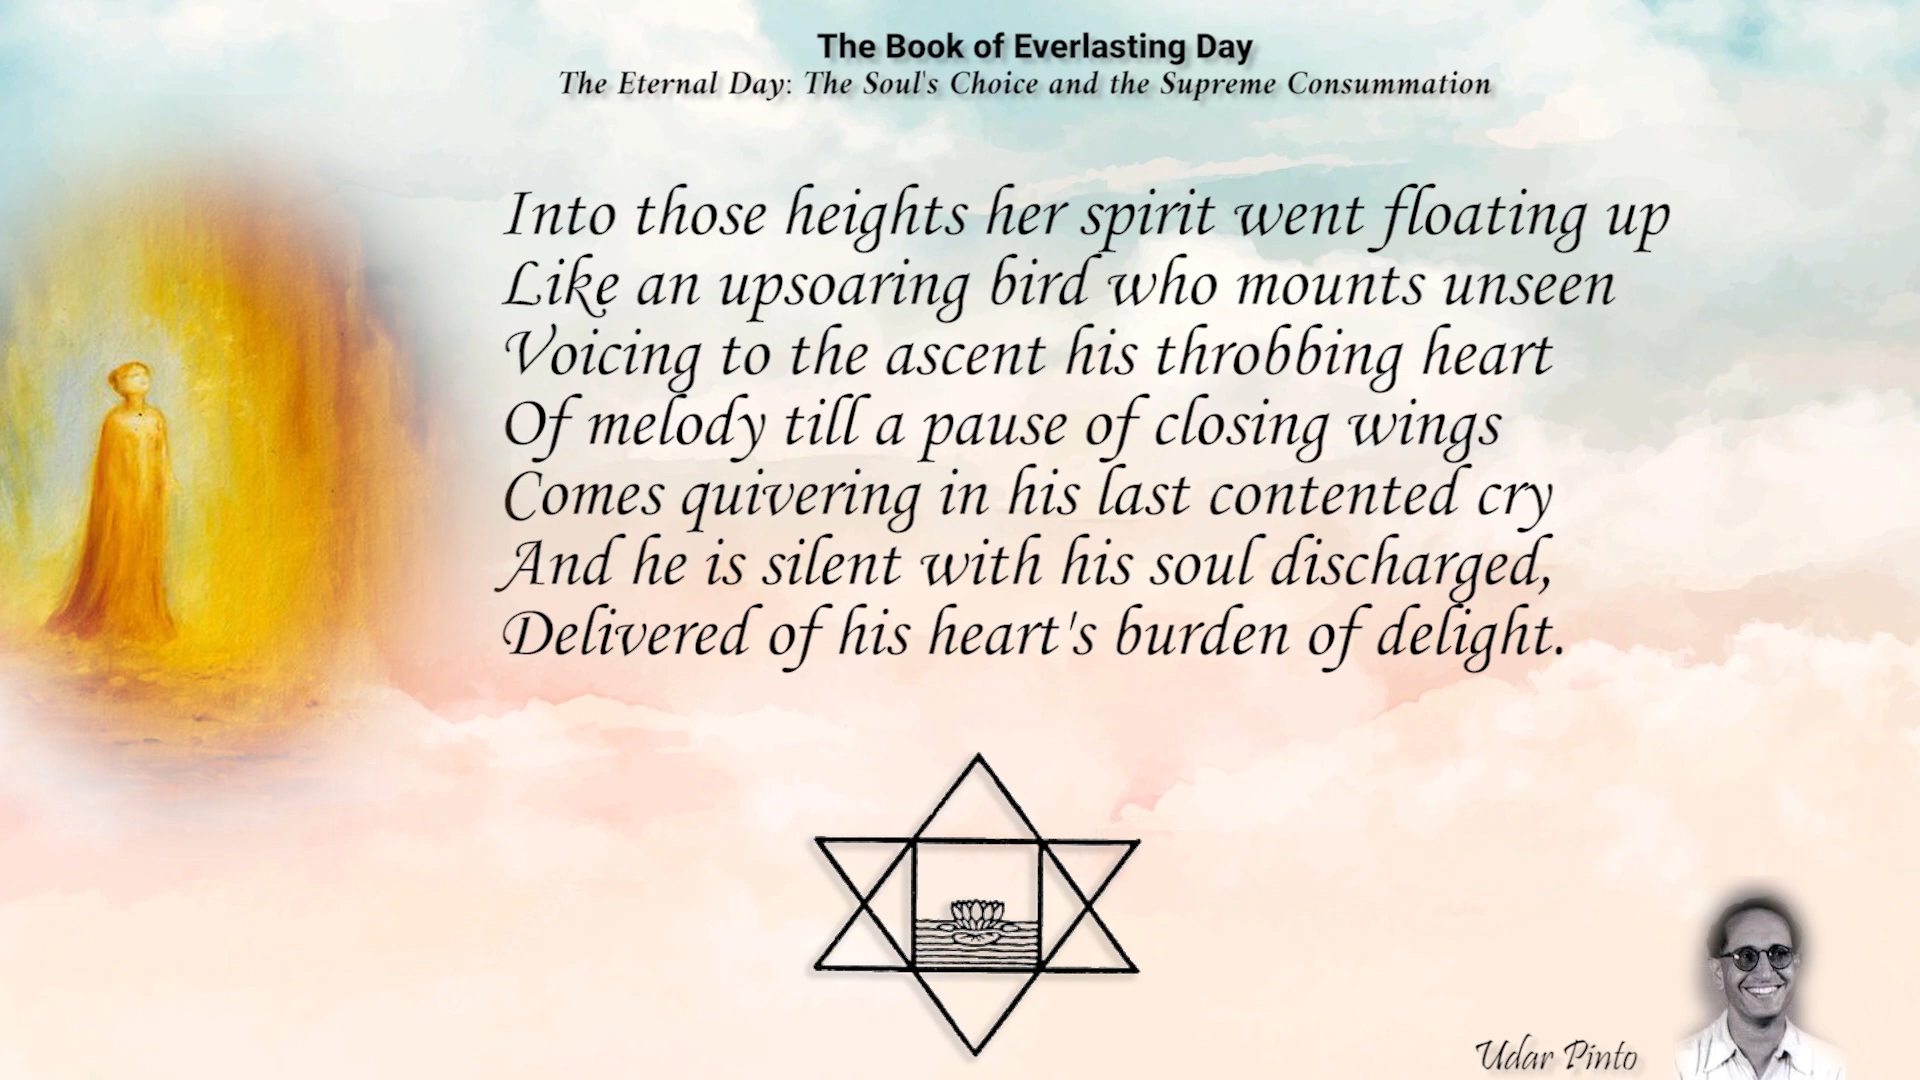 The Book of Everlasting Day
The Eternal Day: The Soul's Choice and the Supreme Consummation
Into those heights her spirit went floating up
Like an upsoaring bird who mounts unseen
Voicing to the ascent his throbbing heart
Of melody till a pause of closing wings
Comes quivering in his last contented cry
And he is silent with his soul discharged,
Delivered of his heart's burden of delight.
Udar Pinto